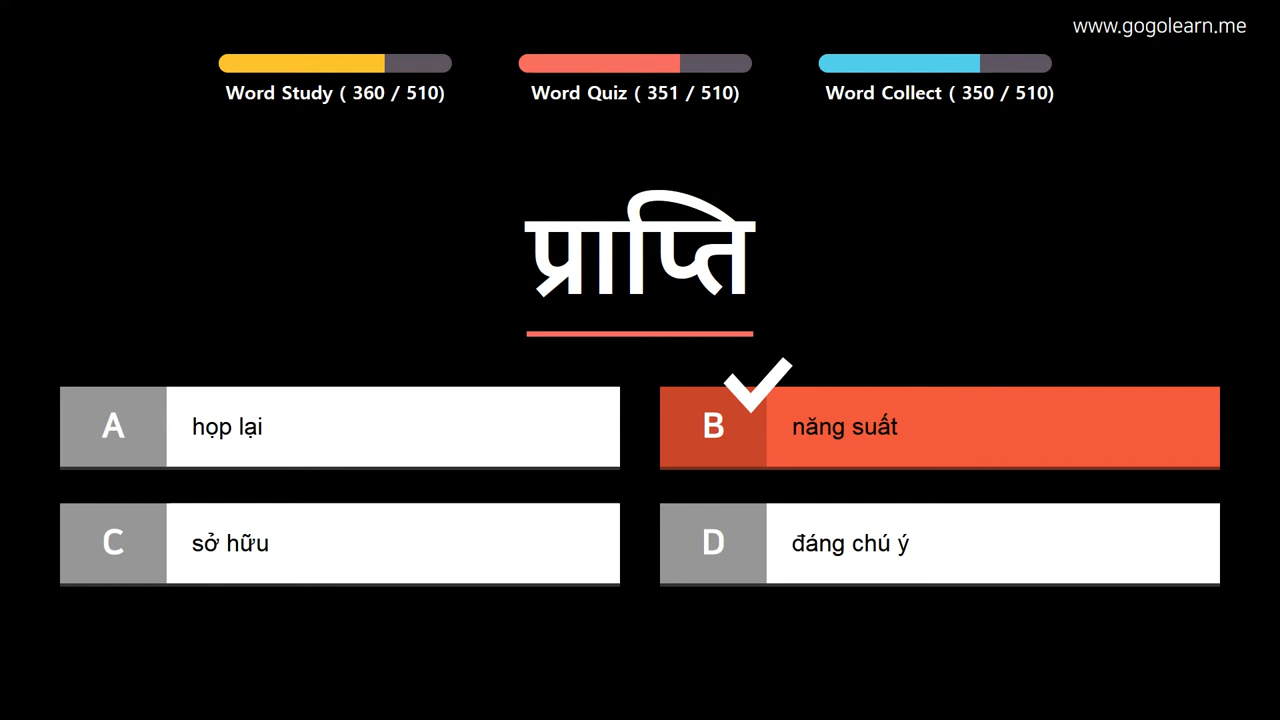 www.gogolearn.me
Word Study ( 360 / 510)
Word Quiz ( 351 / 510)
Word Collect ( 350 / 510)
प्राप्ति
A
họp lại
B
năng suất
C
sở hữu
D
đáng chú ý